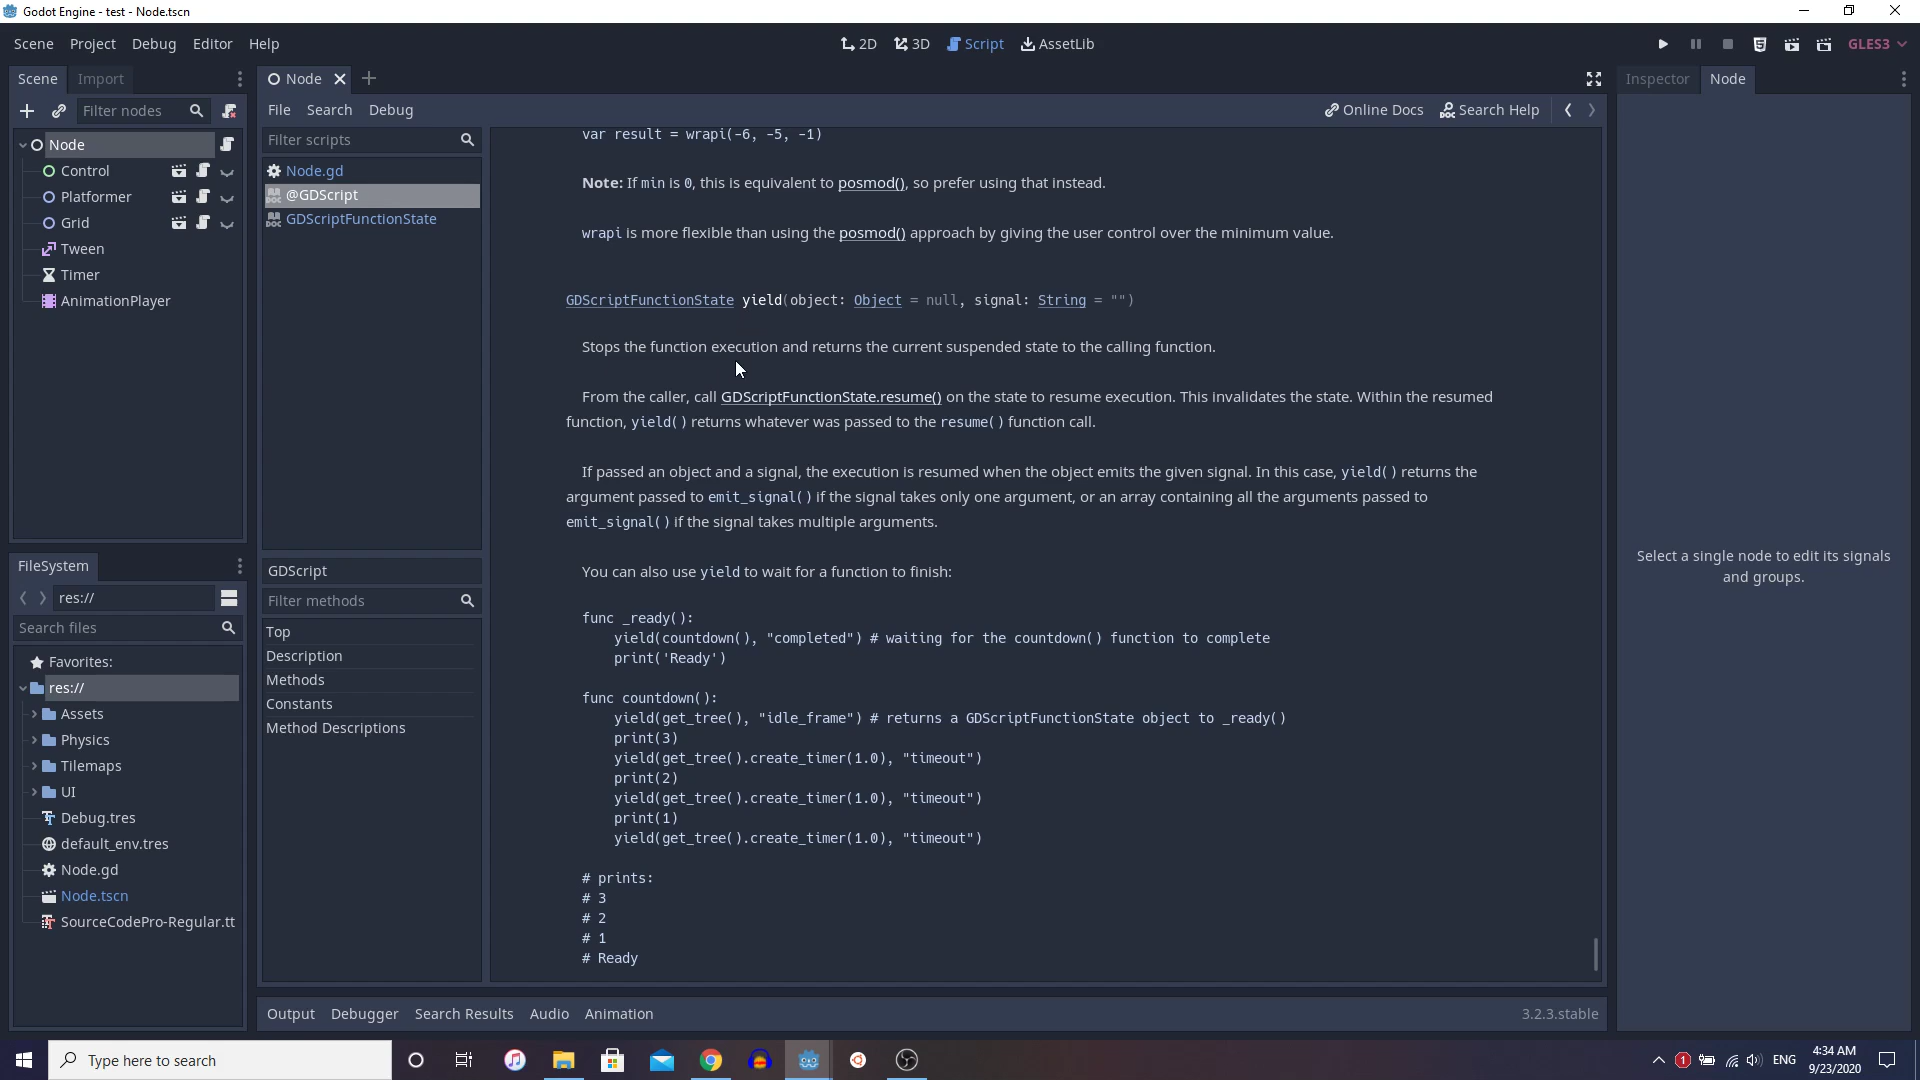 Godot Engine - test - Node.tscn
Scene Project Debug Editor Help
2D 3D Script AssetLib
GLES3
Scene Import
Filter nodes
Node
Control
Platformer
Grid
Tween
Timer
AnimationPlayer
FileSystem
res://
Search files
Favorites:
res://
Assets
Physics
Tilemaps
UI
Debug.tres
default_env.tres
Node.gd
Node.tscn
SourceCodePro-Regular.tt
Node
File Search Debug
Online Docs Search Help
Filter scripts
Node.gd
@GDScript
GDScriptFunctionState
GDScript
Filter methods
Top
Description
Methods
Constants
Method Descriptions
var result = wrapi(-6, -5, -1)
Note: If min is 0, this is equivalent to posmod(), so prefer using that instead.
wrapi is more flexible than using the posmod() approach by giving the user control over the minimum value.
GDScriptFunctionState yield(object: Object = null, signal: String = "")
Stops the function execution and returns the current suspended state to the calling function.
From the caller, call GDScriptFunctionState.resume() on the state to resume execution. This invalidates the state. Within the resumed
function, yield() returns whatever was passed to the resume() function call.
If passed an object and a signal, the execution is resumed when the object emits the given signal. In this case, yield() returns the
argument passed to emit_signal() if the signal takes only one argument, or an array containing all the arguments passed to
emit_signal() if the signal takes multiple arguments.
You can also use yield to wait for a function to finish:
func _ready():
yield(countdown(), "completed") # waiting for the countdown() function to complete
print('Ready')
func countdown():
yield(get_tree(), "idle_frame") # returns a GDScriptFunctionState object to _ready()
print(3)
yield(get_tree().create_timer(1.0), "timeout")
print(2)
yield(get_tree().create_timer(1.0), "timeout")
print(1)
yield(get_tree().create_timer(1.0), "timeout")
# prints:
# 3
# 2
# 1
# Ready
Output Debugger Search Results Audio Animation
3.2.3.stable
Inspector Node
Select a single node to edit its signals
and groups.
Type here to search
1
ENG
4:34 AM
9/23/2020